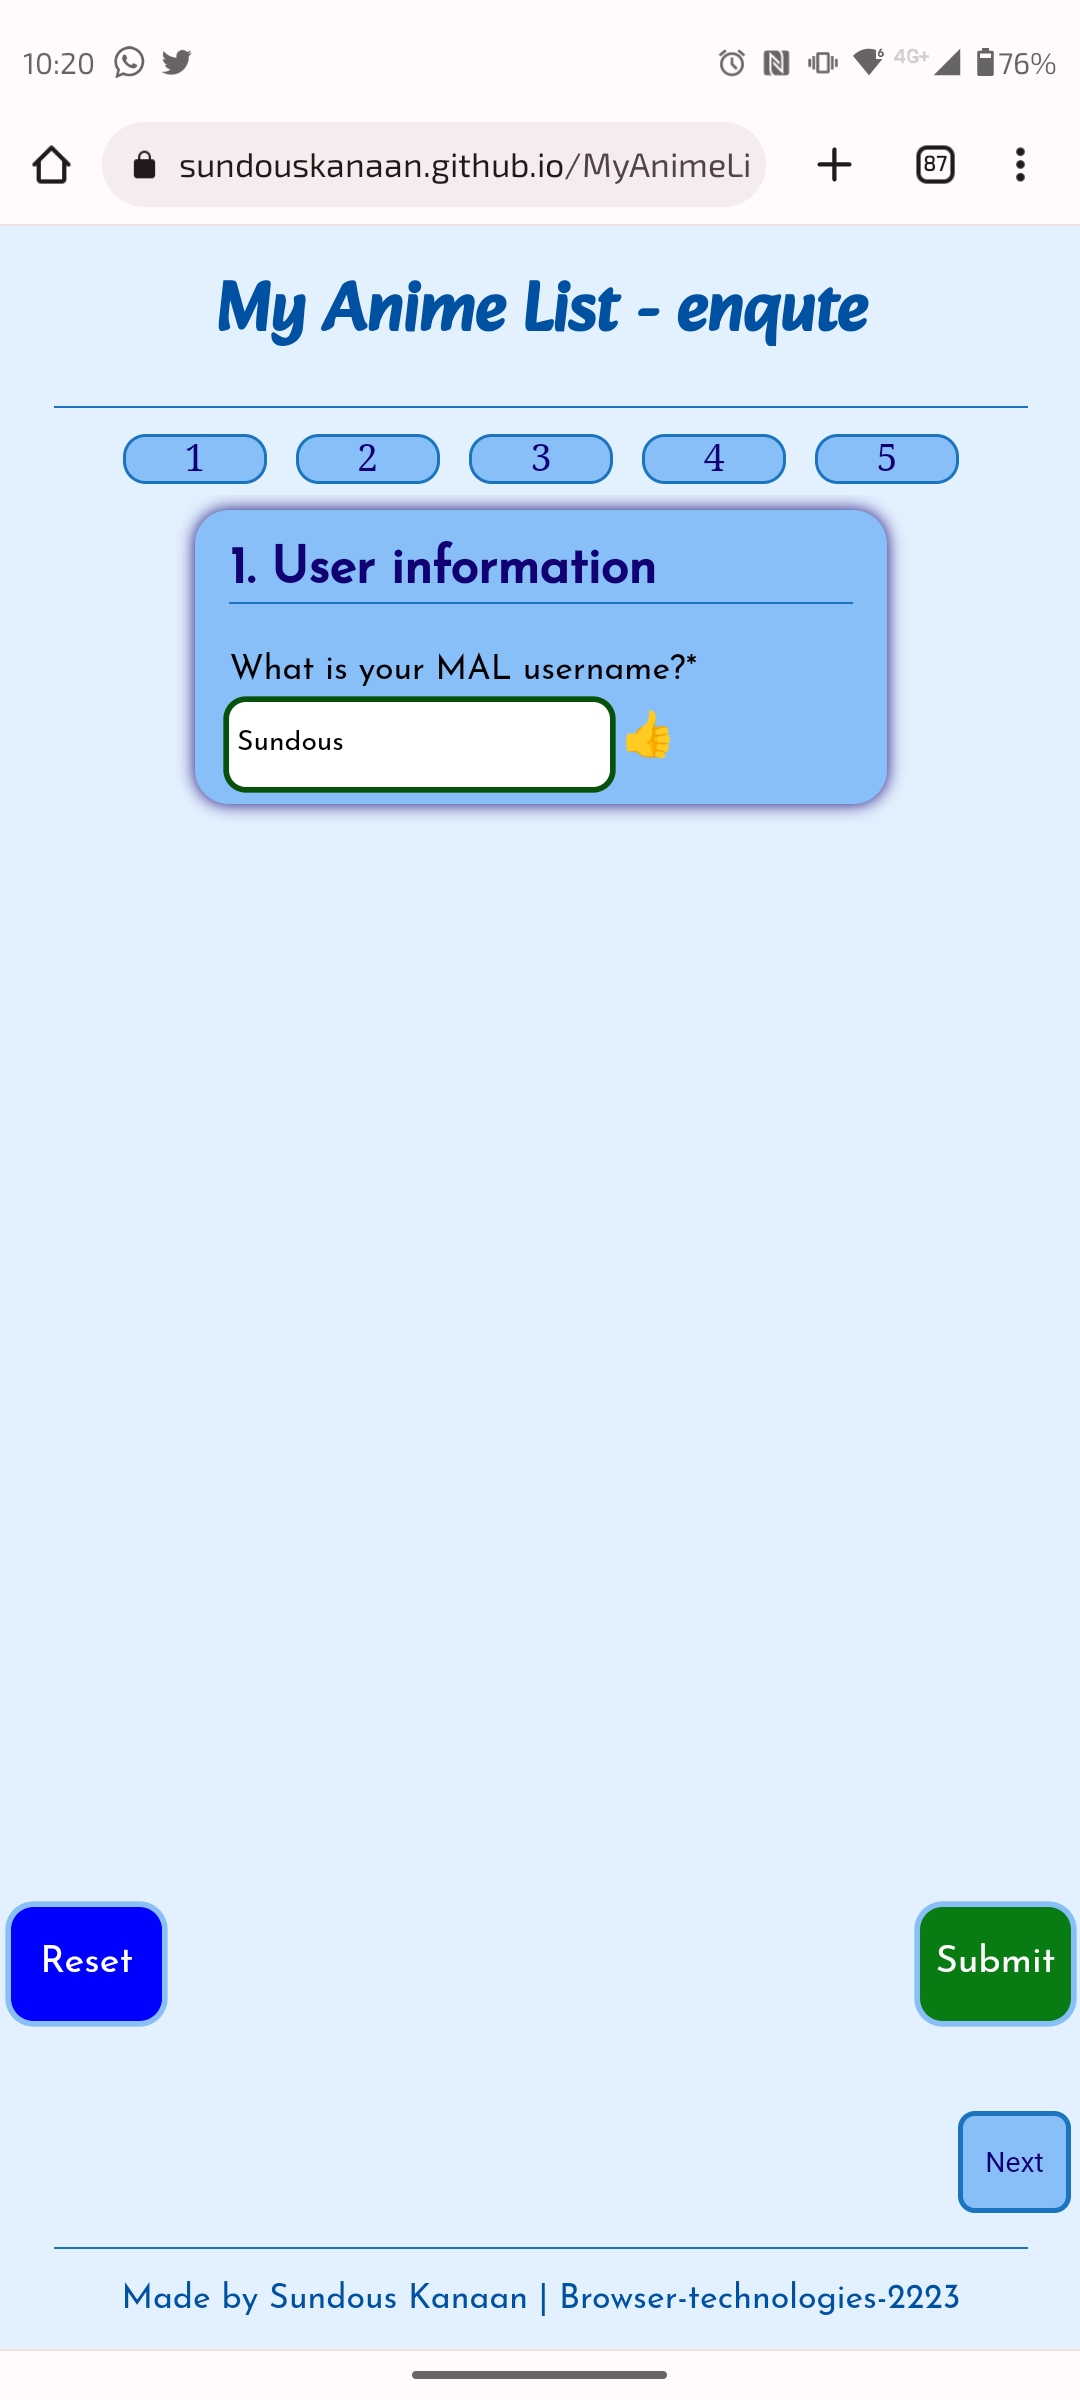 10:20 4G+ 76%
sundouskanaan.github.io/MyAnimeLi 87
My Anime List - enqute
1 2 3 4 5
1. User information
What is your MAL username?*
Sundous
Reset Submit
Next
Made by Sundous Kanaan | Browser-technologies-2223